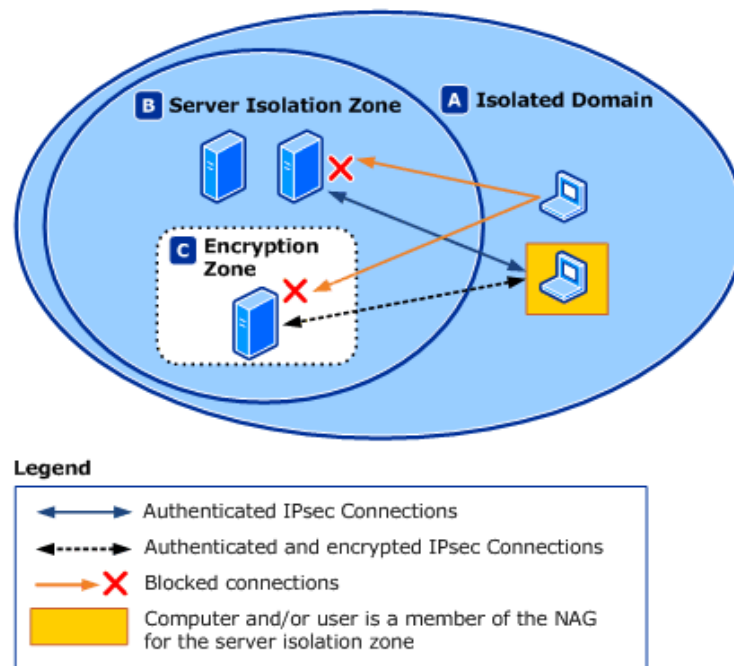 B Server Isolation Zone
A Isolated Domain
C Encryption
Zone
Legend
Authenticated IPsec Connections
Authenticated and encrypted IPsec Connections
Blocked connections
Computer and/or user is a member of the NAG
for the server isolation zone